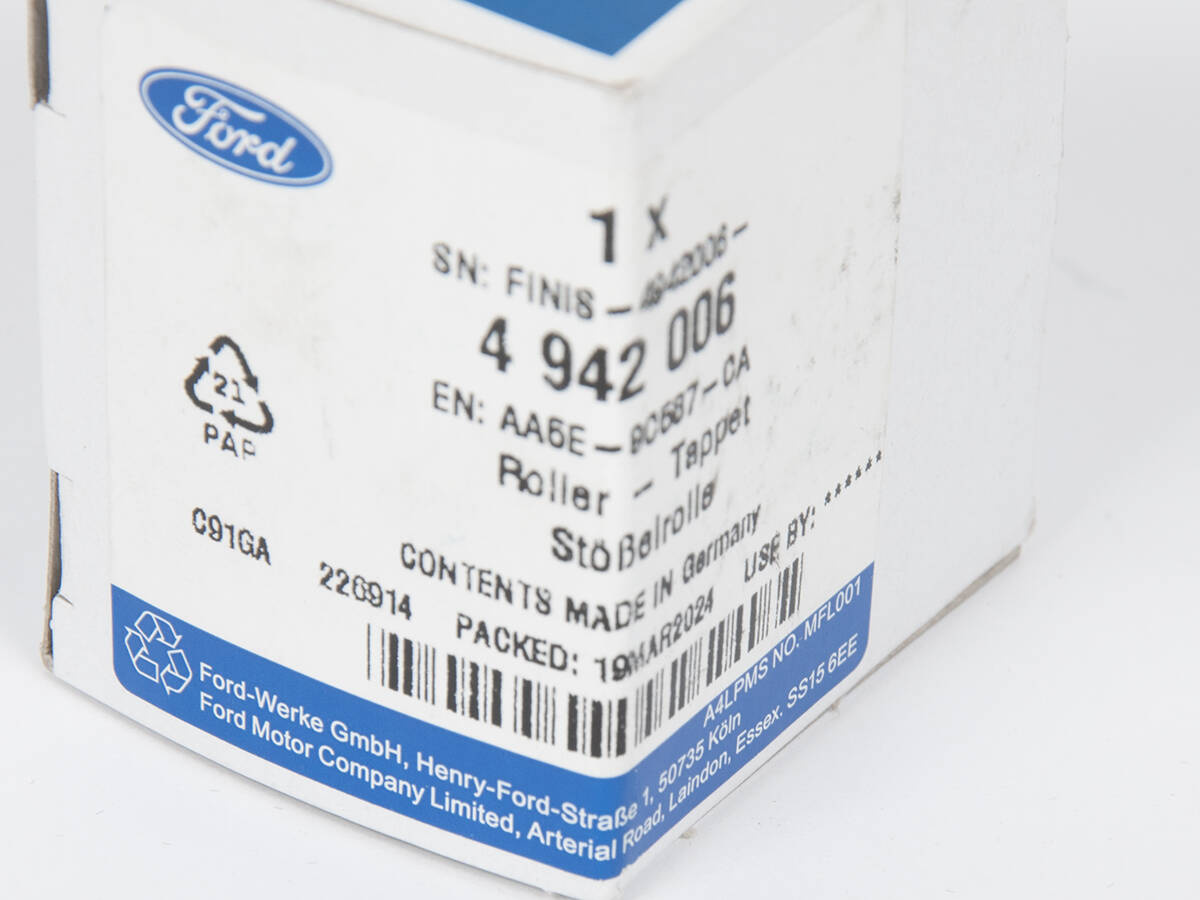 Ford
1 X
SN: FINIS - 4942006 -
4 942 006
EN: AA6E - 9C687 - CA
21
PAP
Roller - Tappet
Stößelrolle
C91GA
CONTENTS MADE IN Germany
226914 PACKED: 19MAR2024 USE BY: ******
A4LPMS NO. MFL001
Ford-Werke GmbH, Henry-Ford-Straße 1, 50735 Köln
Ford Motor Company Limited, Arterial Road, Laindon, Essex. SS15 6EE